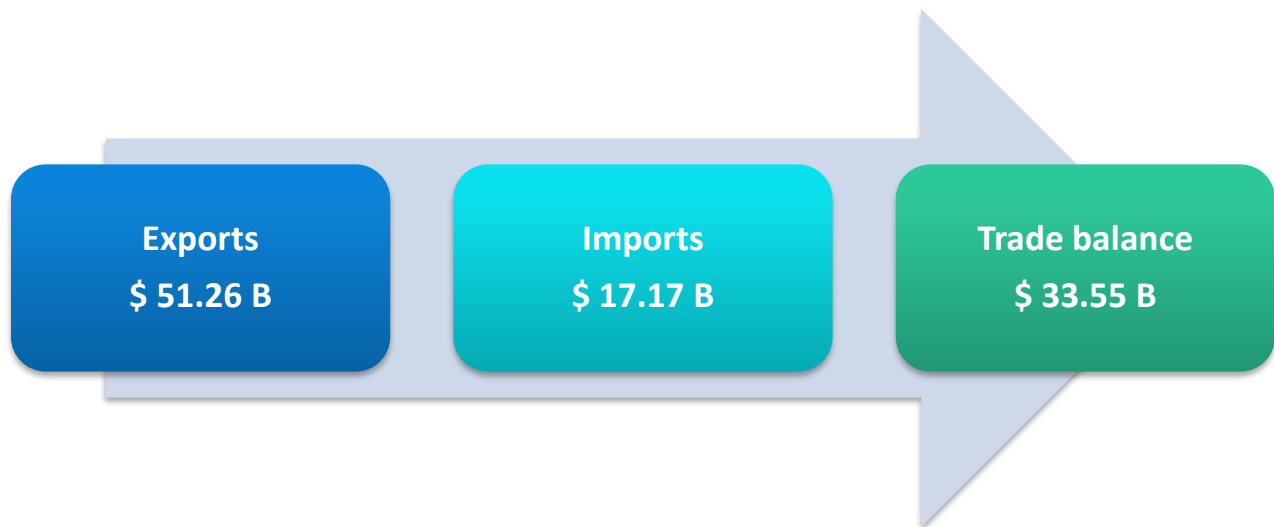 Exports
$ 51.26 B
Imports
$ 17.17 B
Trade balance
$ 33.55 B